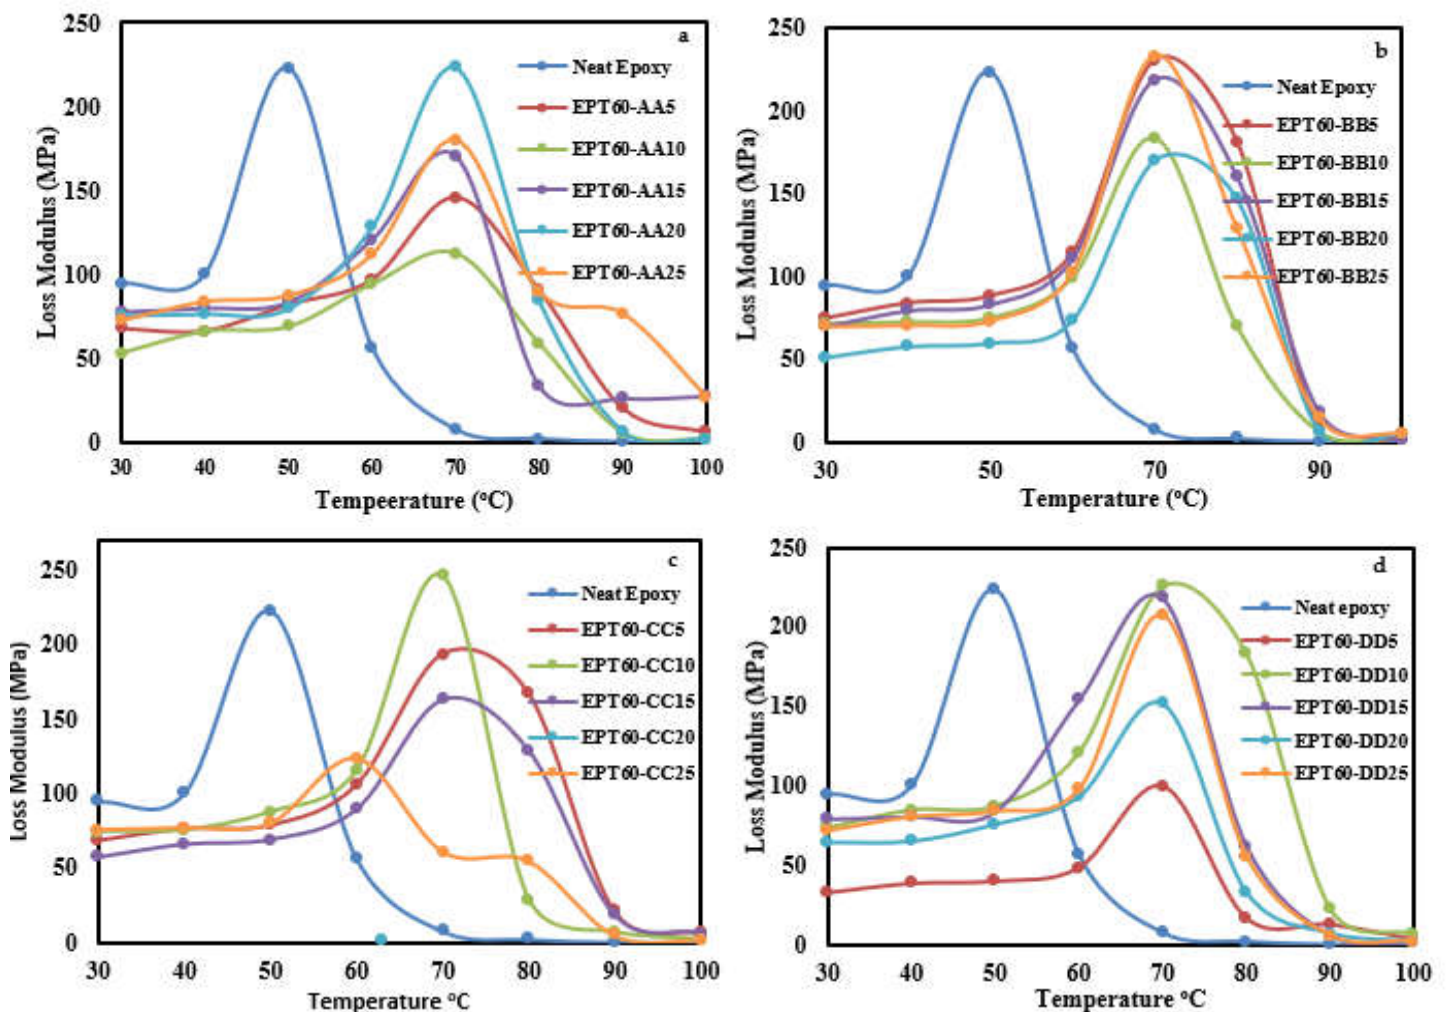 a
250
200
150
100
50
0
Loss Modulus (MPa)
Neat Epoxy
EPT60-AA5
EPT60-AA10
EPT60-AA15
EPT60-AA20
EPT60-AA25
30 40 50 60 70 80 90 100
Tempeerature (°C)
b
250
200
150
100
50
0
Loss Modulus (MPa)
Neat Epoxy
EPT60-BB5
EPT60-BB10
EPT60-BB15
EPT60-BB20
EPT60-BB25
30 50 70 90
Temperature (°C)
c
250
200
150
100
50
0
Loss Modulus (MPa)
Neat Epoxy
EPT60-CC5
EPT60-CC10
EPT60-CC15
EPT60-CC20
EPT60-CC25
30 40 50 60 70 80 90 100
Temperature °C
d
250
200
150
100
50
0
Loss Modulus (MPa)
Neat epoxy
EPT60-DD5
EPT60-DD10
EPT60-DD15
EPT60-DD20
EPT60-DD25
30 40 50 60 70 80 90 100
Temperature °C